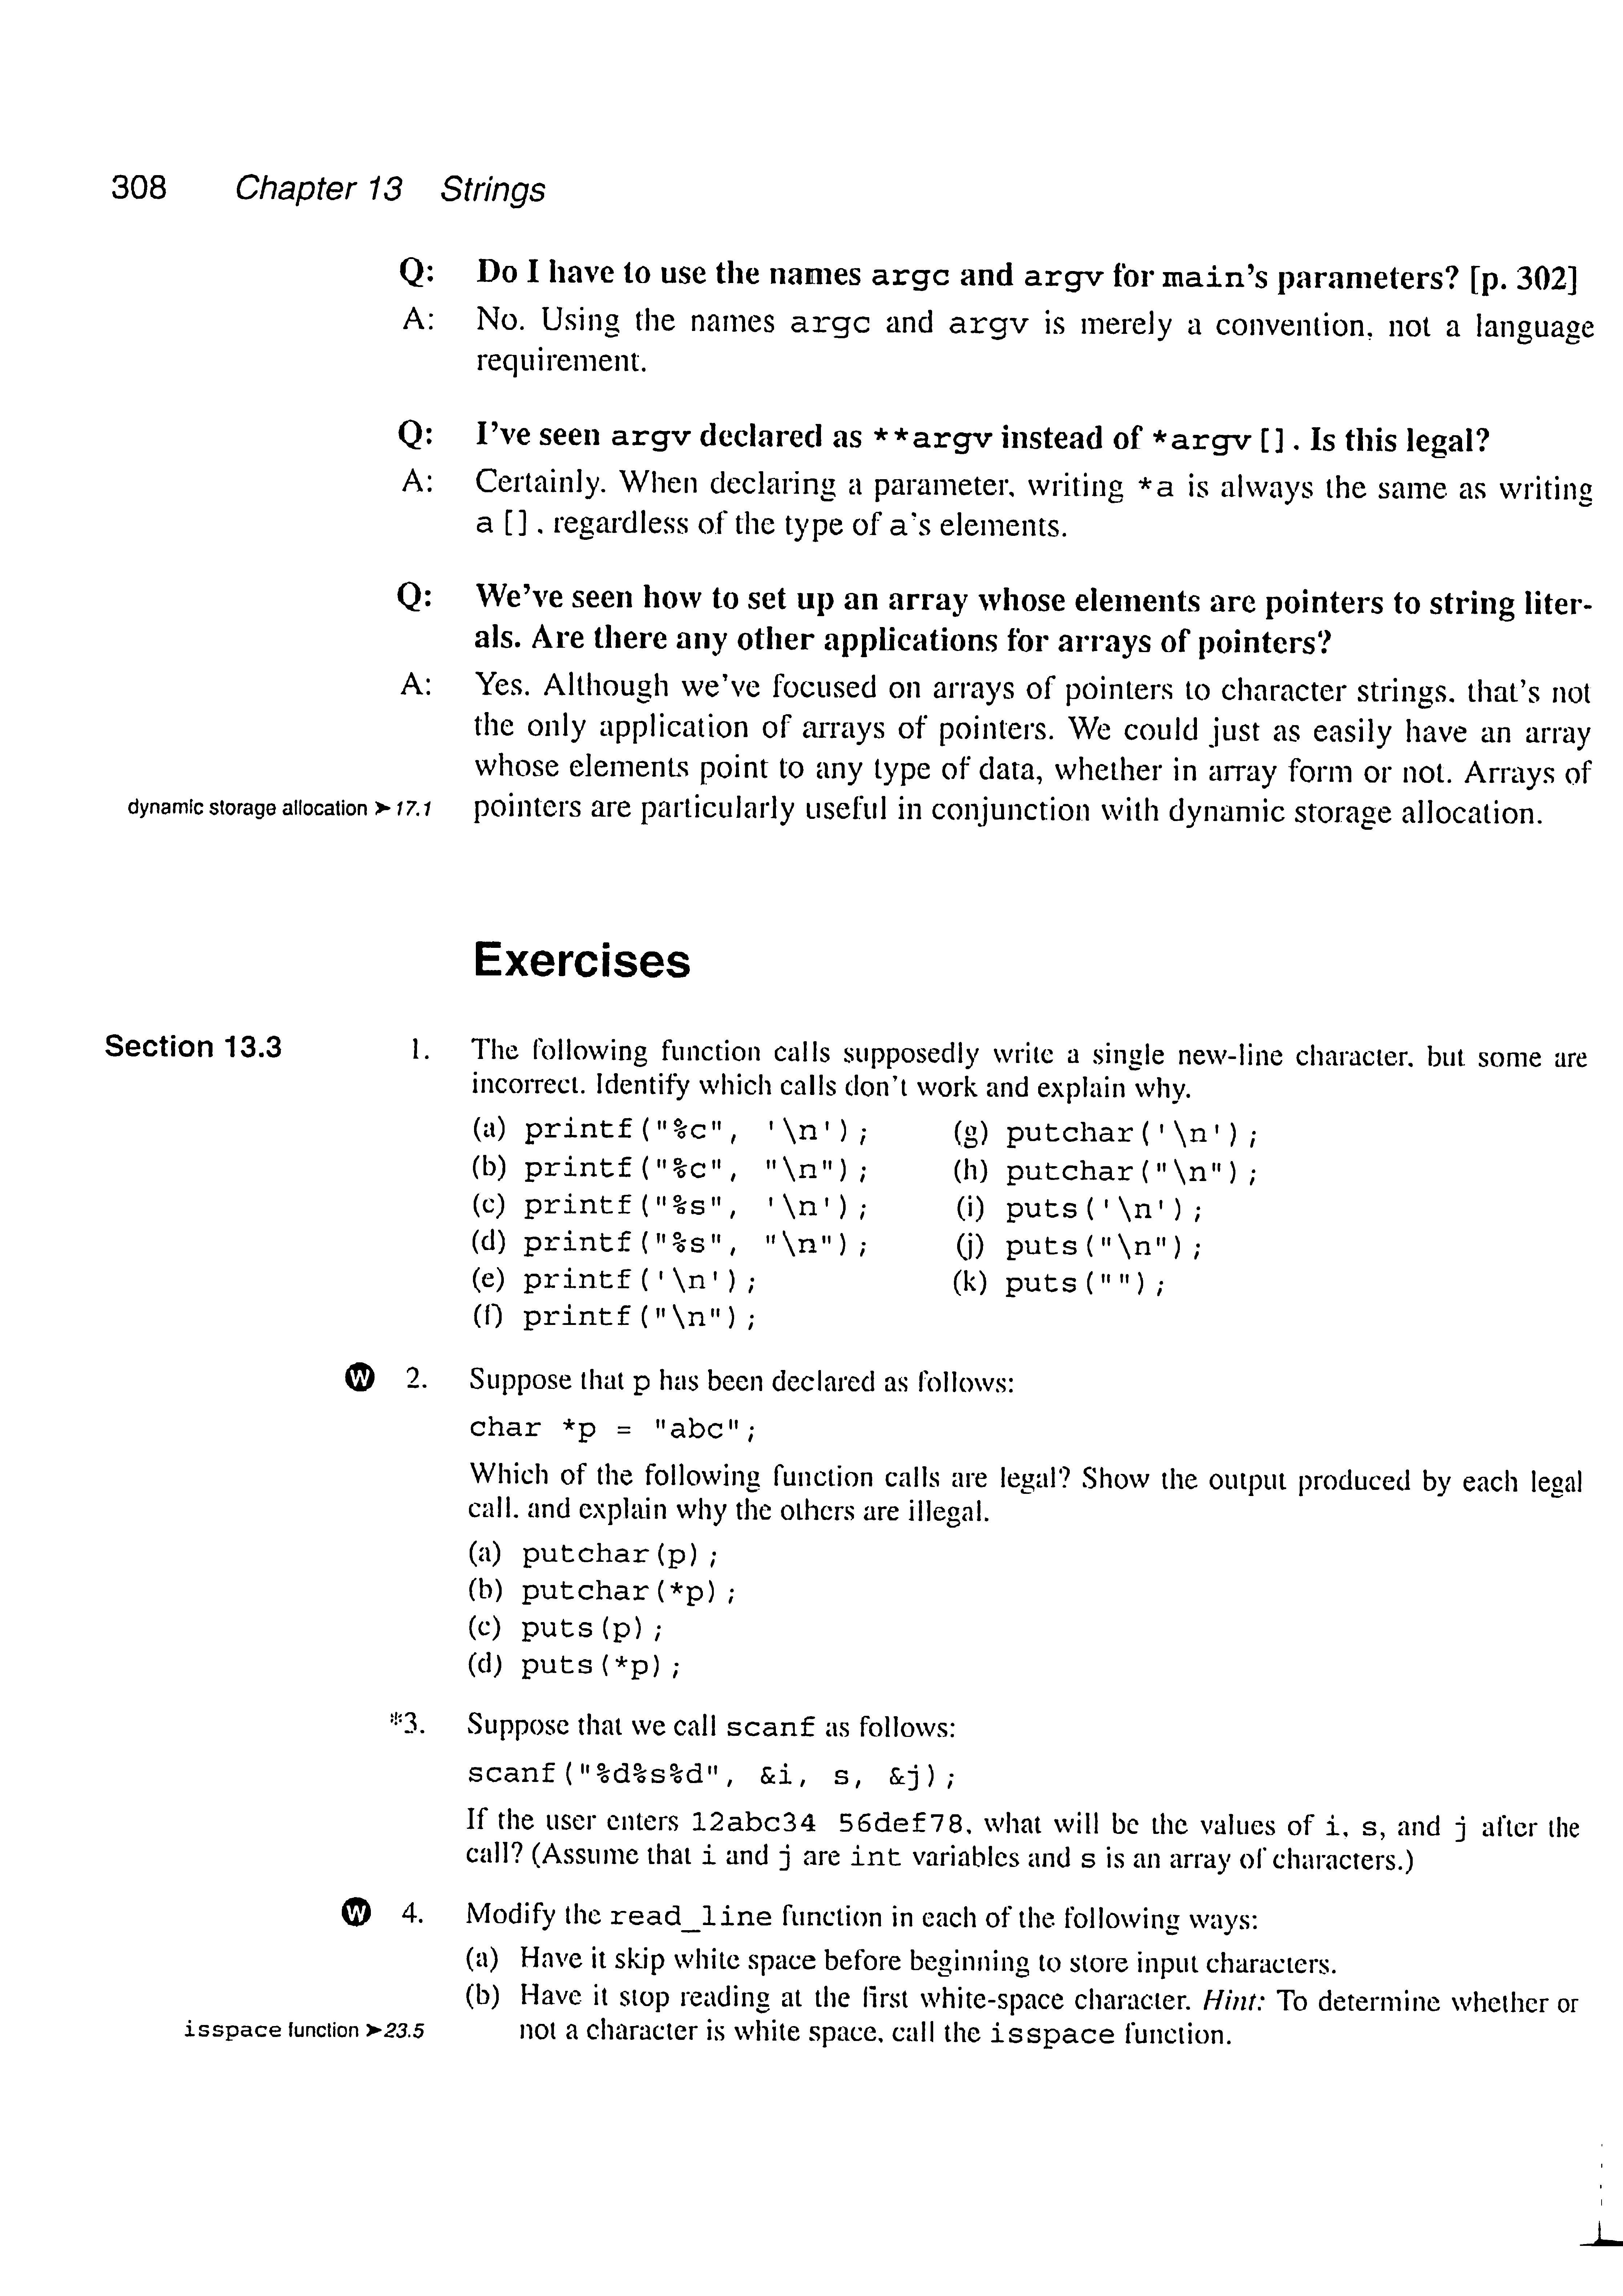 308 Chapter 13 Strings
Q: Do I have to use the names argc and argv for main's parameters? [p. 302]
A: No. Using the names argc and argv is merely a convention, not a language
requirement.
Q: I've seen argv declared as **argv instead of *argv[]. Is this legal?
A: Certainly. When declaring a parameter, writing *a is always the same as writing
a[], regardless of the type of a's elements.
Q: We've seen how to set up an array whose elements are pointers to string liter-
als. Are there any other applications for arrays of pointers?
A: Yes. Although we've focused on arrays of pointers to character strings, that's not
the only application of arrays of pointers. We could just as easily have an array
whose elements point to any type of data, whether in array form or not. Arrays of
dynamic storage allocation ➤17.1 pointers are particularly useful in conjunction with dynamic storage allocation.
Exercises
Section 13.3 1. The following function calls supposedly write a single new-line character, but some are
incorrect. Identify which calls don't work and explain why.
(a) printf("%c", '\n'); (g) putchar('\n');
(b) printf("%c", "\n"); (h) putchar("\n");
(c) printf("%s", '\n'); (i) puts('\n');
(d) printf("%s", "\n"); (j) puts("\n");
(e) printf('\n'); (k) puts("");
(f) printf("\n");
W 2. Suppose that p has been declared as follows:
char *p = "abc";
Which of the following function calls are legal? Show the output produced by each legal
call, and explain why the others are illegal.
(a) putchar(p);
(b) putchar(*p);
(c) puts(p);
(d) puts(*p);
*3. Suppose that we call scanf as follows:
scanf("%d%s%d", &i, s, &j);
If the user enters 12abc34 56def78, what will be the values of i, s, and j after the
call? (Assume that i and j are int variables and s is an array of characters.)
W 4. Modify the read_line function in each of the following ways:
(a) Have it skip white space before beginning to store input characters.
(b) Have it stop reading at the first white-space character. Hint: To determine whether or
isspace function ➤23.5 not a character is white space, call the isspace function.